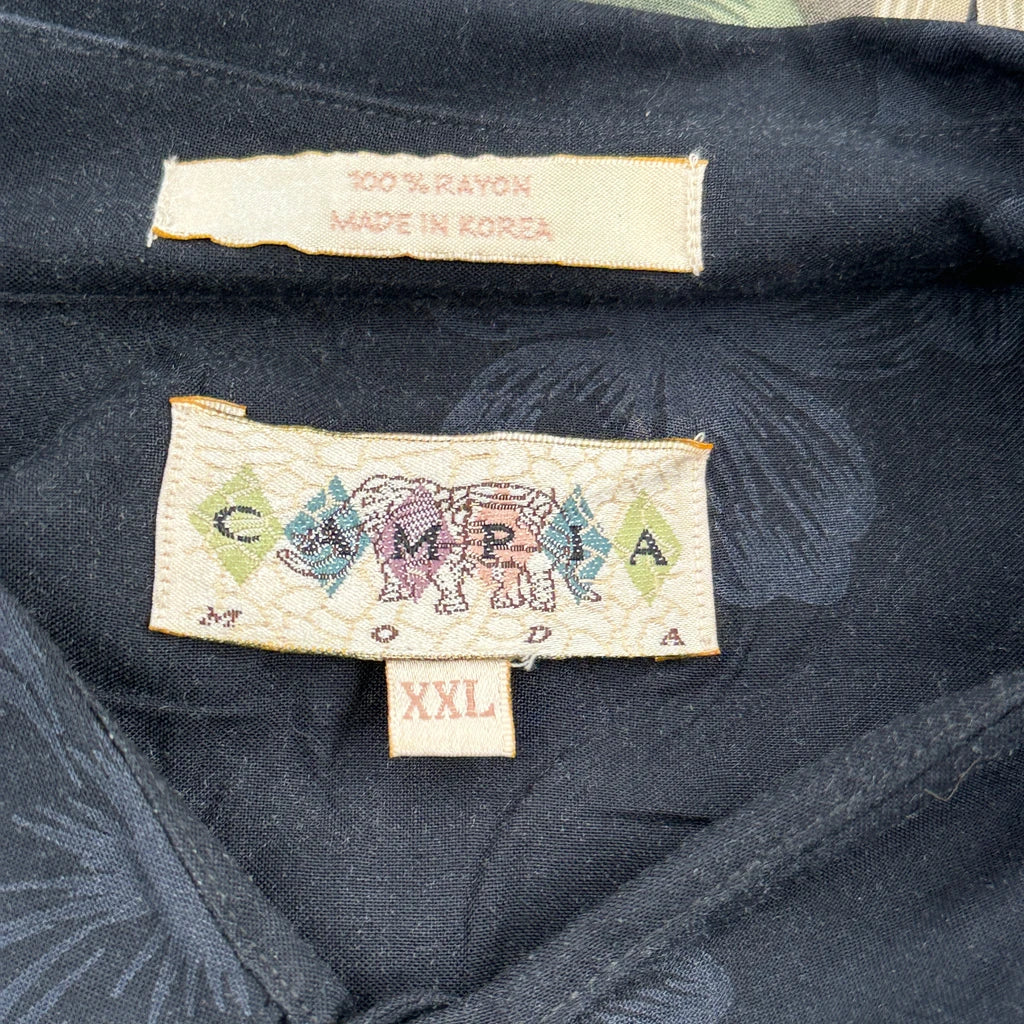 100% RAYON
MADE IN KOREA
CAMPIA
MODA
XXL